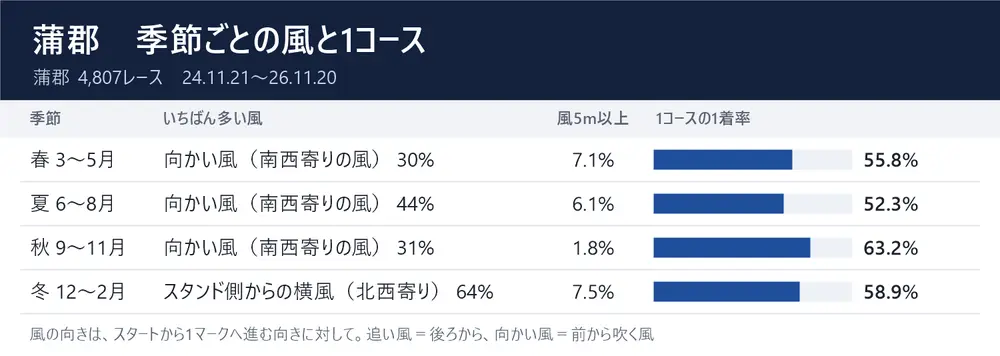 蒲郡　季節ごとの風と1コース
蒲郡 4,807レース　24.11.21〜26.11.20
季節　いちばん多い風　風5m以上　1コースの1着率
春 3〜5月　向かい風（南西寄りの風） 30%　7.1%　55.8%
夏 6〜8月　向かい風（南西寄りの風） 44%　6.1%　52.3%
秋 9〜11月　向かい風（南西寄りの風） 31%　1.8%　63.2%
冬 12〜2月　スタンド側からの横風（北西寄り） 64%　7.5%　58.9%
風の向きは、スタートから1マークへ進む向きに対して。追い風＝後ろから、向かい風＝前から吹く風